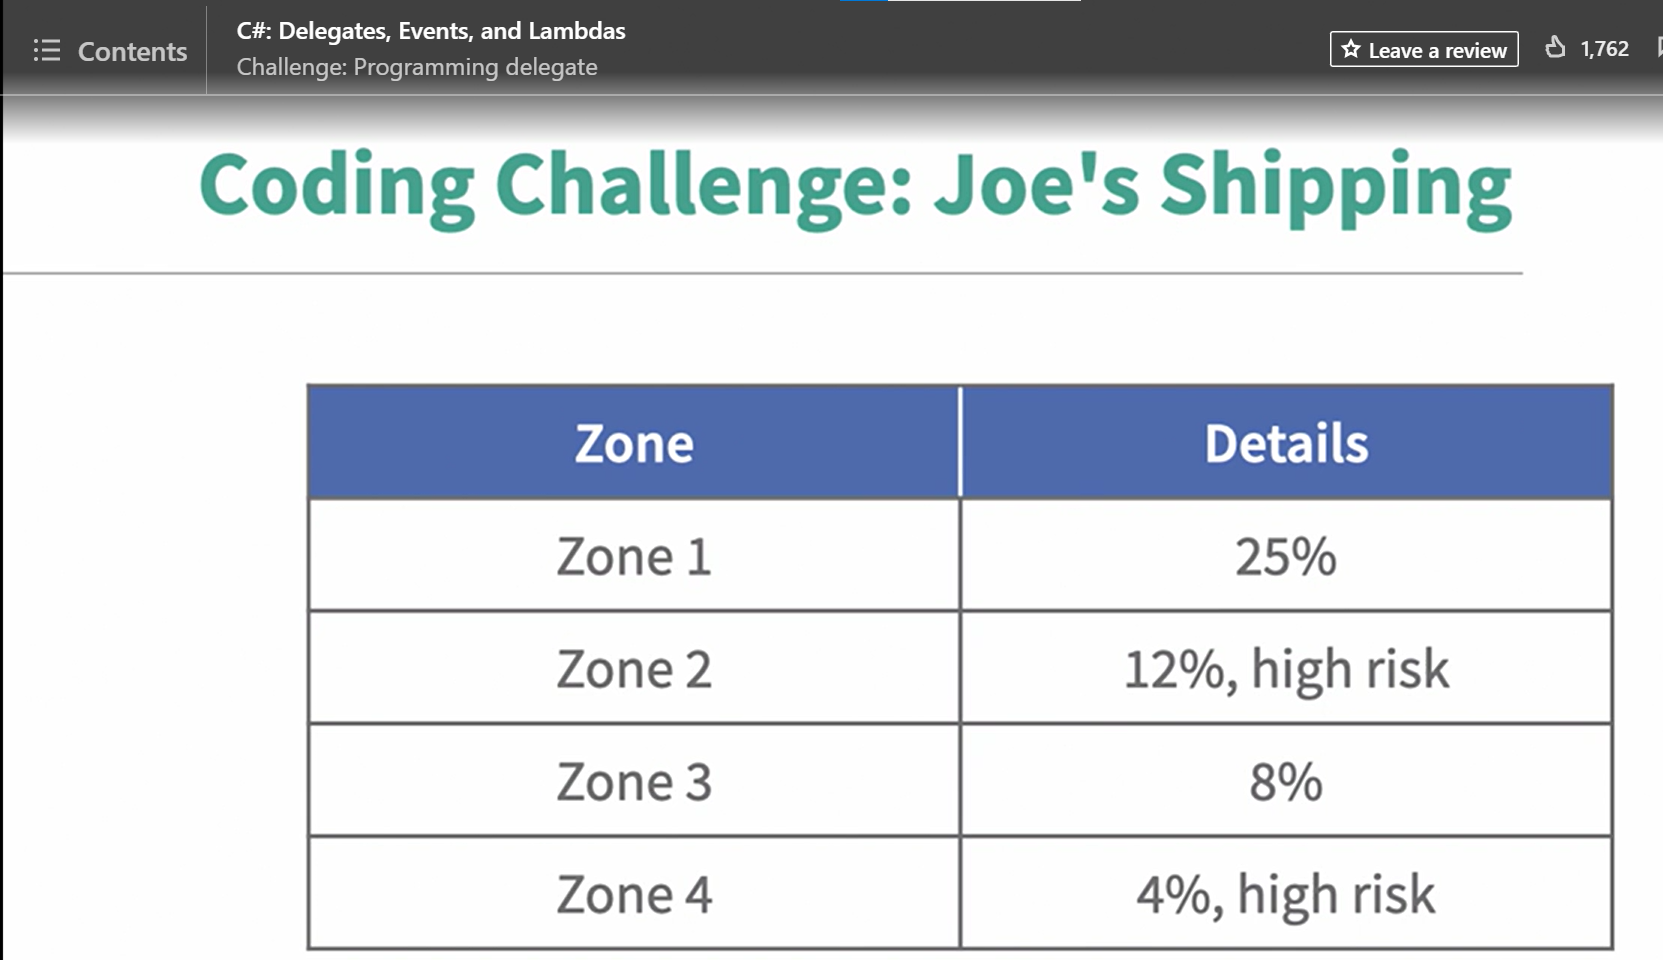 Contents
C#: Delegates, Events, and Lambdas
Challenge: Programming delegate
Leave a review
1,762
Coding Challenge: Joe's Shipping
Zone Details
Zone 1 25%
Zone 2 12%, high risk
Zone 3 8%
Zone 4 4%, high risk